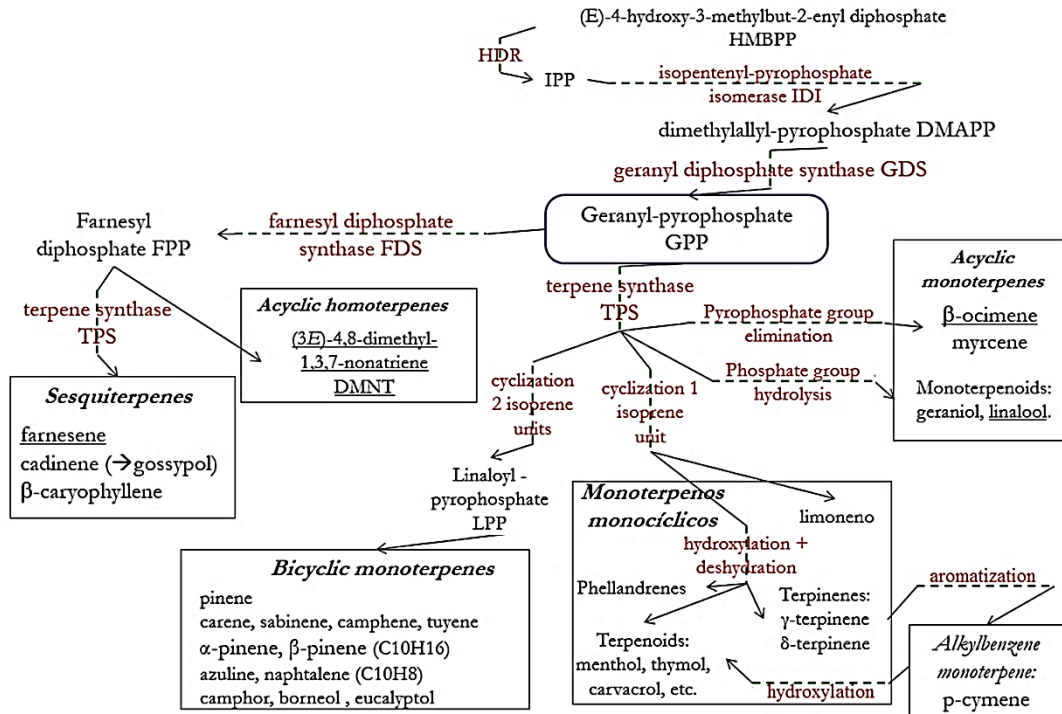 (E)-4-hydroxy-3-methylbut-2-enyl diphosphate
HMBPP
HDR
IPP
isopentenyl-pyrophosphate
isomerase IDI
dimethylallyl-pyrophosphate DMAPP
geranyl diphosphate synthase GDS
Geranyl-pyrophosphate
GPP
farnesyl diphosphate
synthase FDS
Farnesyl
diphosphate FPP
terpene synthase
TPS
Acyclic homoterpenes
(3E)-4,8-dimethyl-
1,3,7-nonatriene
DMNT
Sesquiterpenes
farnesene
cadinene (→gossypol)
β-caryophyllene
terpene synthase
TPS
Pyrophosphate group
elimination
Phosphate group
hydrolysis
Acyclic
monoterpenes
β-ocimene
myrcene
Monoterpenoids:
geraniol, linalool.
cyclization
2 isoprene
units
cyclization 1
isoprene
unit
Linaloyl -
pyrophosphate
LPP
Bicyclic monoterpenes
pinene
carene, sabinene, camphene, tuyene
α-pinene, β-pinene (C10H16)
azuline, naphtalene (C10H8)
camphor, borneol , eucalyptol
Monoterpenos
monocíclicos
limoneno
hydroxylation +
deshydration
Phellandrenes
Terpinenes:
γ-terpinene
δ-terpinene
Terpenoids:
menthol, thymol,
carvacrol, etc.
aromatization
hydroxylation
Alkylbenzene
monoterpene:
p-cymene